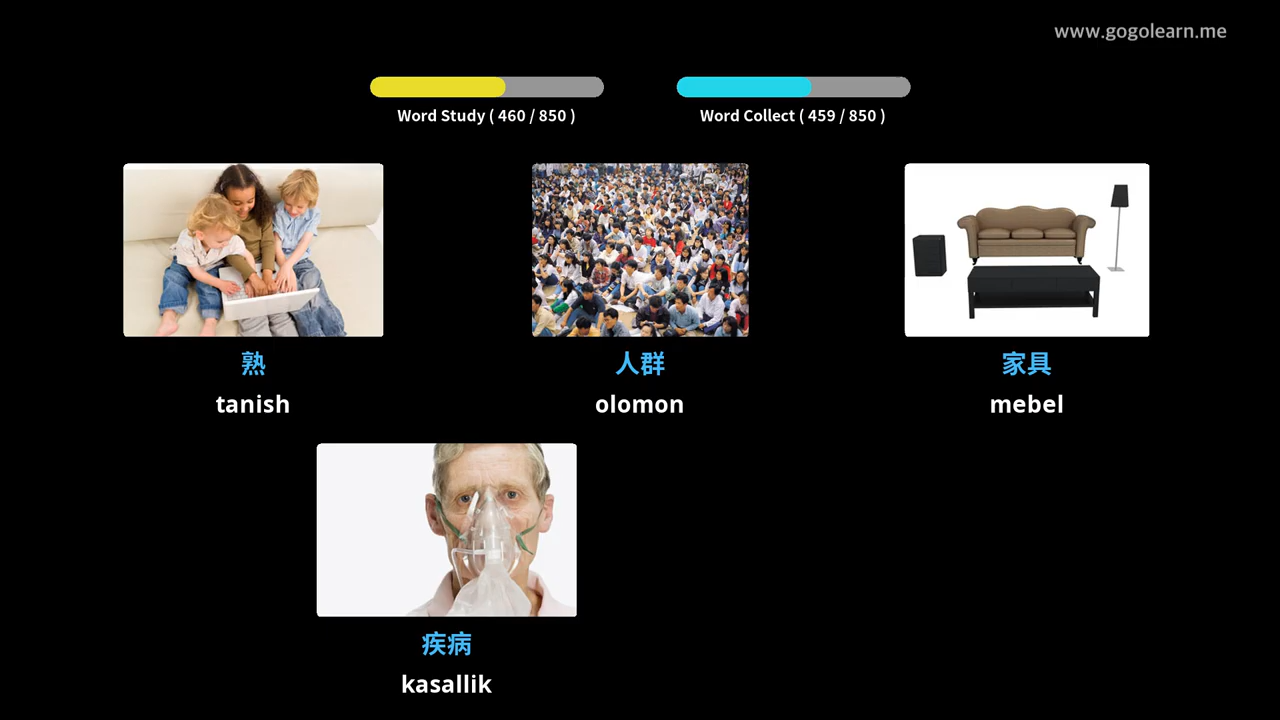 www.gogolearn.me
Word Study ( 460 / 850 )
Word Collect ( 459 / 850 )
熟
tanish
人群
olomon
家具
mebel
疾病
kasallik